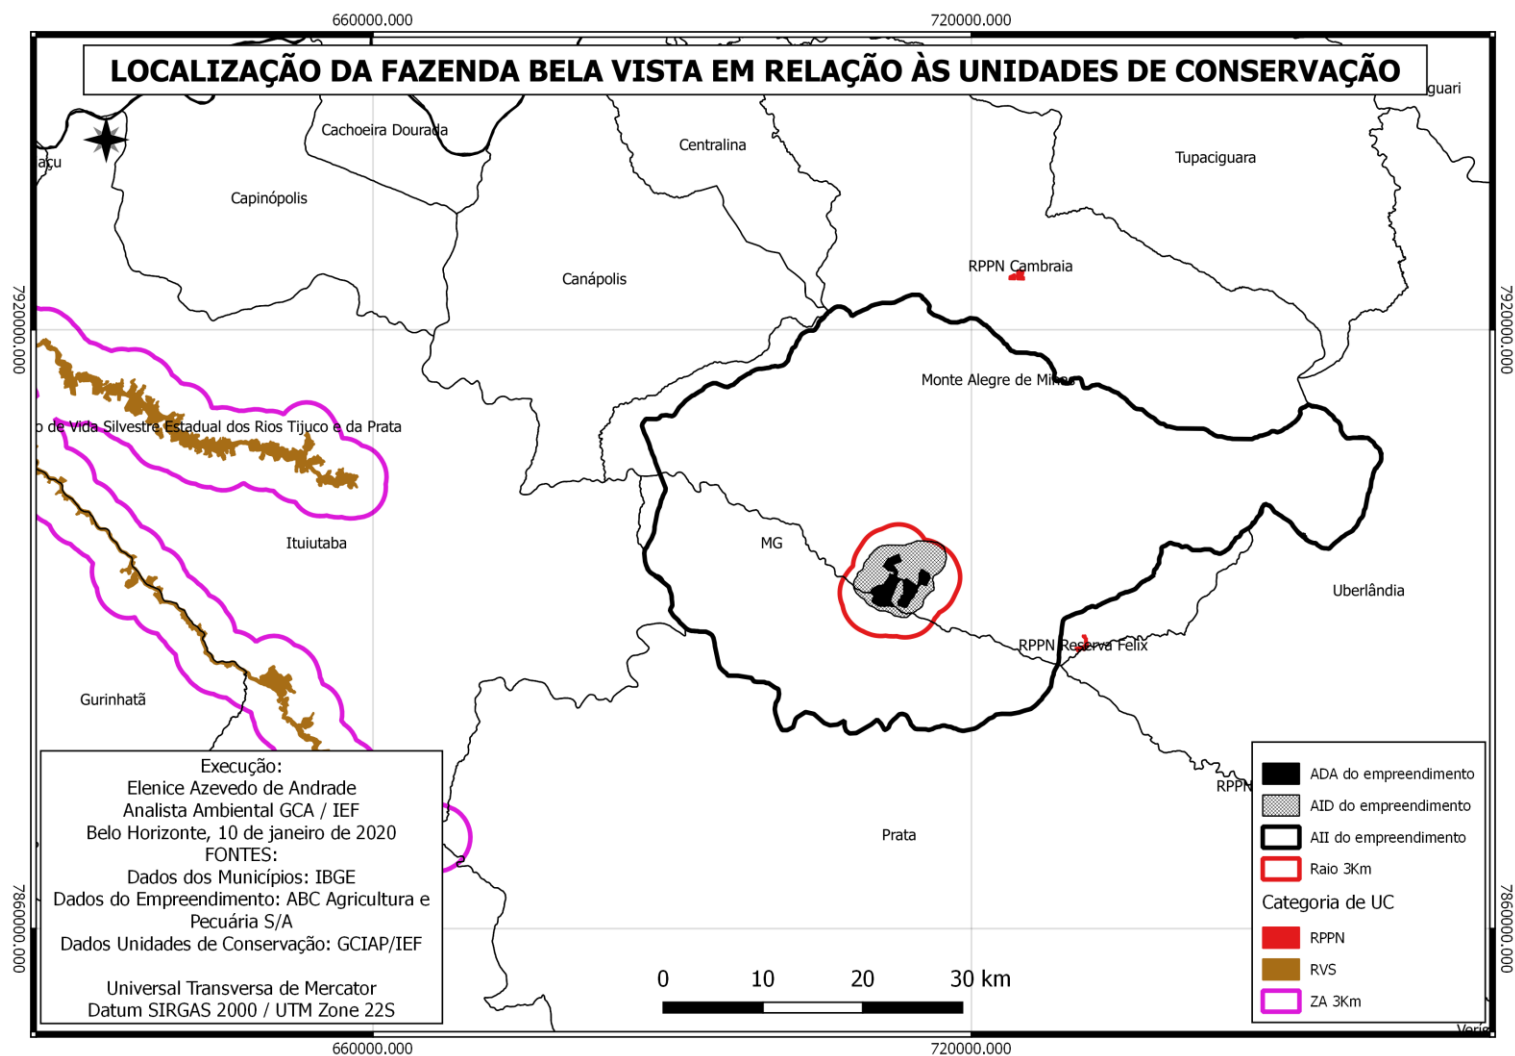 660000.000
720000.000
LOCALIZAÇÃO DA FAZENDA BELA VISTA EM RELAÇÃO ÀS UNIDADES DE CONSERVAÇÃO
guari
Cachoeira Dourada
Centralina
Tupaciguara
açu
Capinópolis
RPPN Cambraia
Canápolis
7920000.000
7920000.000
Monte Alegre de Minas
o de Vida Silvestre Estadual dos Rios Tijuco e da Prata
Ituiutaba
MG
Uberlândia
RPPN Reserva Felix
Gurinhatã
RPPN
Prata
Execução:
Elenice Azevedo de Andrade
Analista Ambiental GCA / IEF
Belo Horizonte, 10 de janeiro de 2020
FONTES:
Dados dos Municípios: IBGE
Dados do Empreendimento: ABC Agricultura e
Pecuária S/A
Dados Unidades de Conservação: GCIAP/IEF
Universal Transversa de Mercator
Datum SIRGAS 2000 / UTM Zone 22S
ADA do empreendimento
AID do empreendimento
AII do empreendimento
Raio 3Km
Categoria de UC
RPPN
RVS
ZA 3Km
7860000.000
7860000.000
0 10 20 30 km
660000.000
720000.000